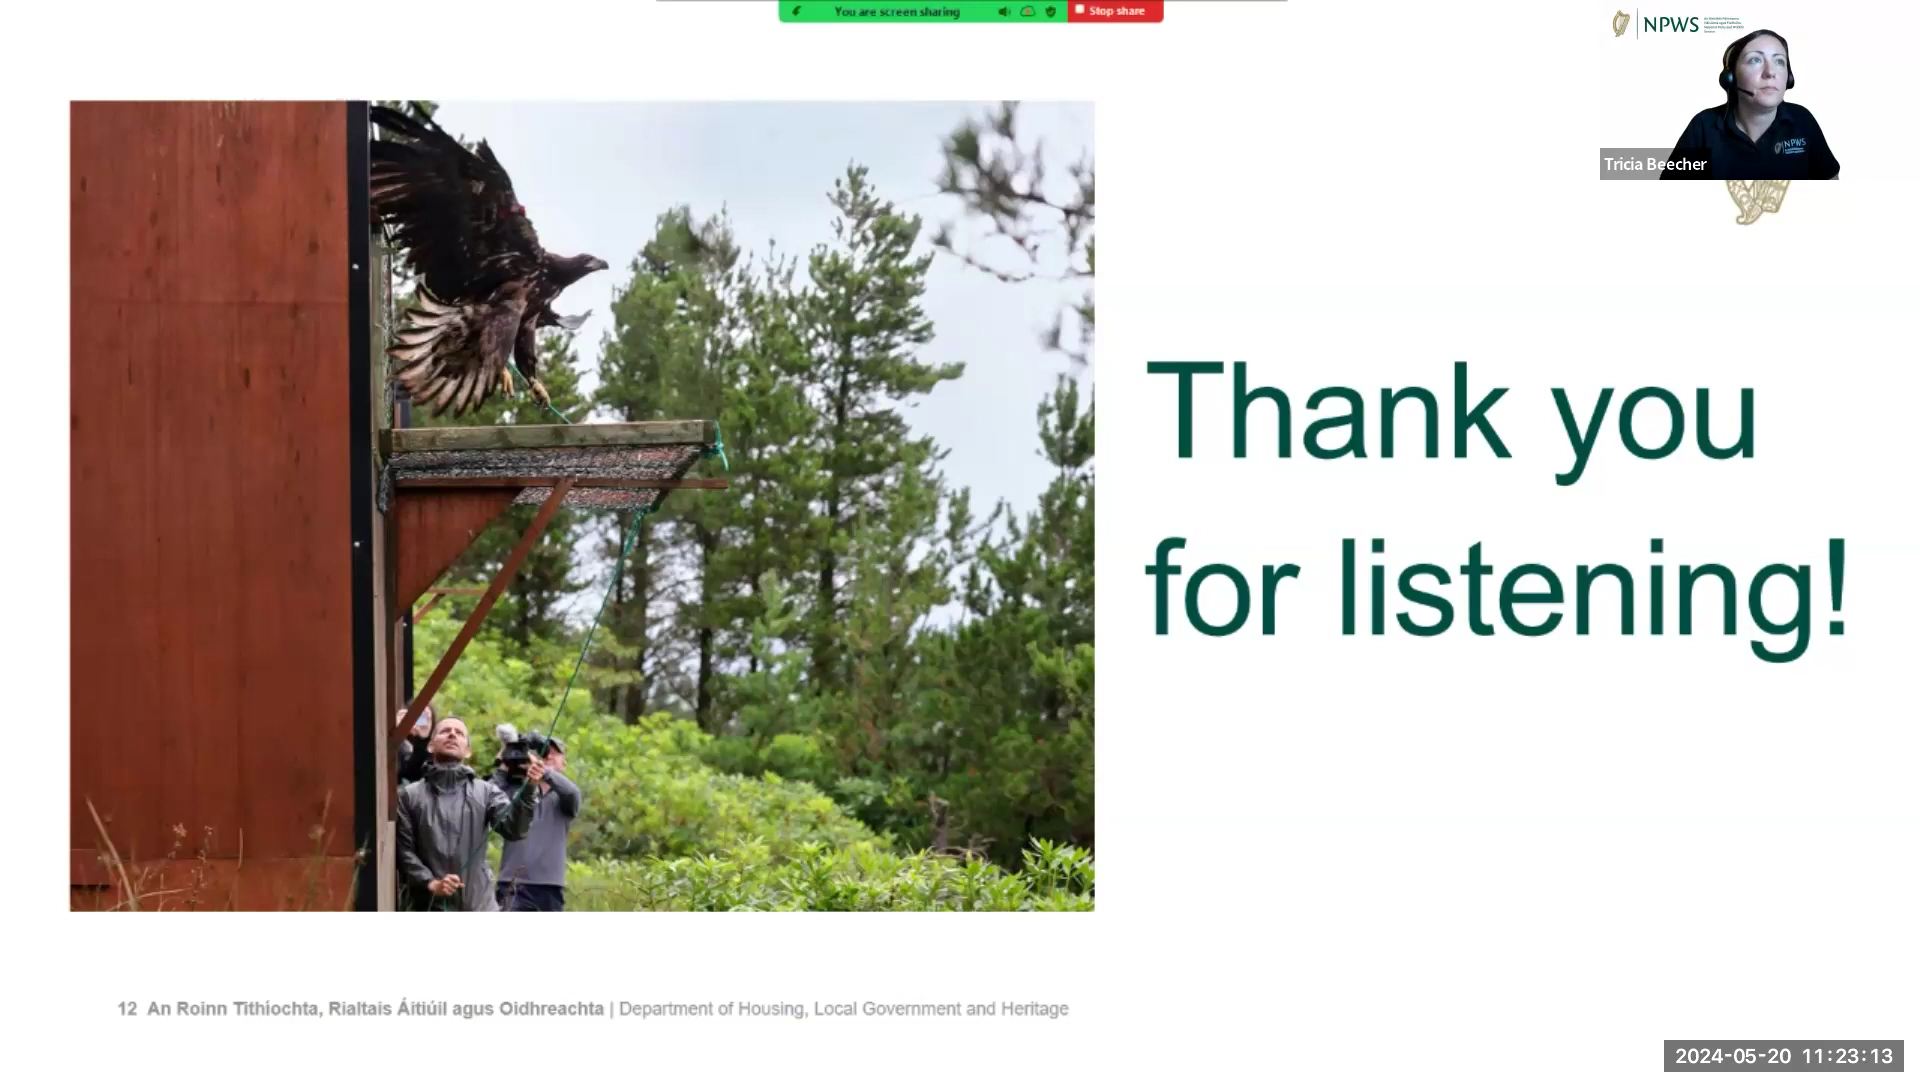 You are screen sharing
Stop share
NPWS
NPWS
Tricia Beecher
Thank you
for listening!
12 An Roinn Tithíochta, Rialtais Áitiúil agus Oidhreachta | Department of Housing, Local Government and Heritage
2024-05-20 11:23:13